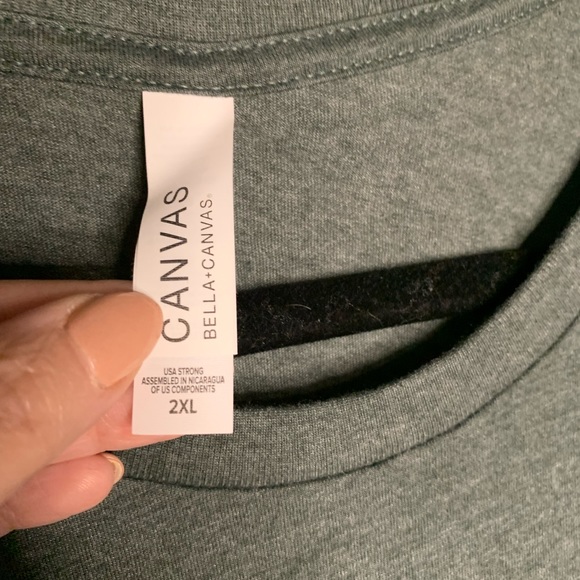 CANVAS
BELLA+CANVAS®
USA STRONG
ASSEMBLED IN NICARAGUA
OF US COMPONENTS
2XL